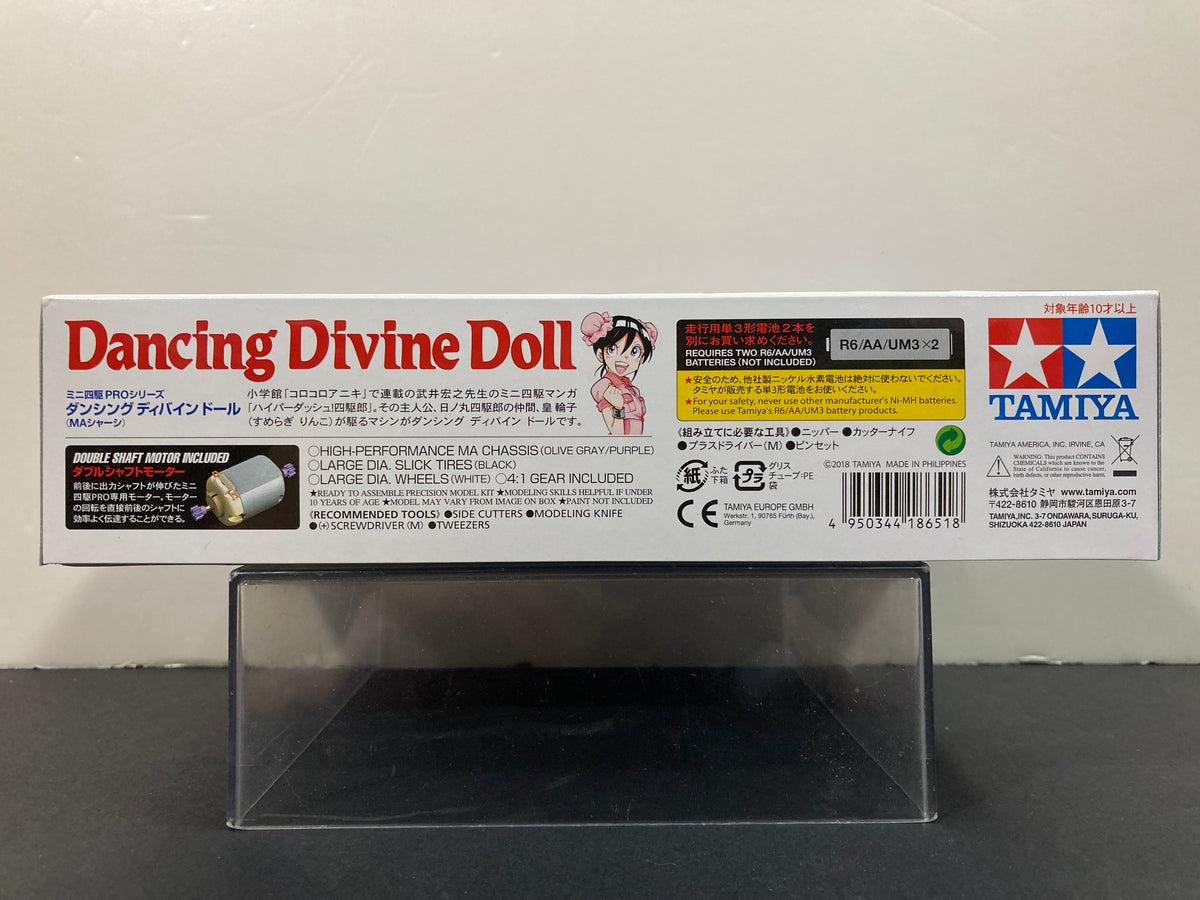 Dancing Divine Doll
ミニ四駆 PROシリーズ
ダンシング ディバイン ドール
(MAシャーシ)
小学館「コロコロアニキ」で連載の武井宏之先生のミニ四駆マンガ
「ハイパーダッシュ!四駆郎」。その主人公、日ノ丸四駆郎の仲間、皇 輪子
(すめらぎ りんこ)が駆るマシンがダンシング ディバイン ドールです。
DOUBLE SHAFT MOTOR INCLUDED
ダブルシャフトモーター
前後に出力シャフトが伸びたミニ
四駆PRO専用モーター。モーター
の回転を直接前後のシャフトに
効率よく伝達することができる。
○HIGH-PERFORMANCE MA CHASSIS (OLIVE GRAY/PURPLE)
○LARGE DIA. SLICK TIRES (BLACK)
○LARGE DIA. WHEELS (WHITE) ○4:1 GEAR INCLUDED
★READY TO ASSEMBLE PRECISION MODEL KIT ★MODELING SKILLS HELPFUL IF UNDER
10 YEARS OF AGE ★MODEL MAY VARY FROM IMAGE ON BOX ★PAINT NOT INCLUDED
《RECOMMENDED TOOLS》 ●SIDE CUTTERS ●MODELING KNIFE
●(+)SCREWDRIVER (M) ●TWEEZERS
走行用単3形電池2本を
別にお買い求めください。
REQUIRES TWO R6/AA/UM3
BATTERIES (NOT INCLUDED)
R6/AA/UM3×2
★安全のため、他社製ニッケル水素電池は絶対に使わないでください。
タミヤが販売する単3形電池をお使いください。
★For your safety, never use other manufacturer's Ni-MH batteries.
Please use Tamiya's R6/AA/UM3 battery products.
《組み立てに必要な工具》●ニッパー ●カッターナイフ
●プラスドライバー(M) ●ピンセット
紙
ふた
下箱
プラ
グリス
チューブ:PE
袋
©2018 TAMIYA MADE IN PHILIPPINES
CE
TAMIYA EUROPE GMBH
Werkstr. 1, 90765 Fürth (Bay.),
Germany
4 950344 186518
対象年齢10才以上
TAMIYA
TAMIYA AMERICA, INC. IRVINE, CA
WARNING: This product CONTAINS
CHEMICALS which are known to the
State of California to cause cancer,
birth defects, or other reproductive harm.
株式会社タミヤ www.tamiya.com
〒422-8610 静岡市駿河区恩田原3-7
TAMIYA,INC. 3-7 ONDAWARA, SURUGA-KU,
SHIZUOKA 422-8610 JAPAN